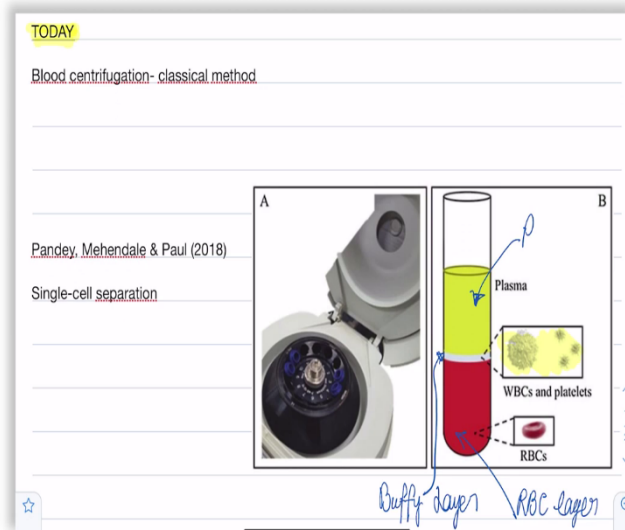 TODAY
Blood centrifugation- classical method
A
B
Pandey, Mehendale & Paul (2018)
Single-cell separation
P
Plasma
WBCs and platelets
RBCs
Buffy Layer
RBC layer